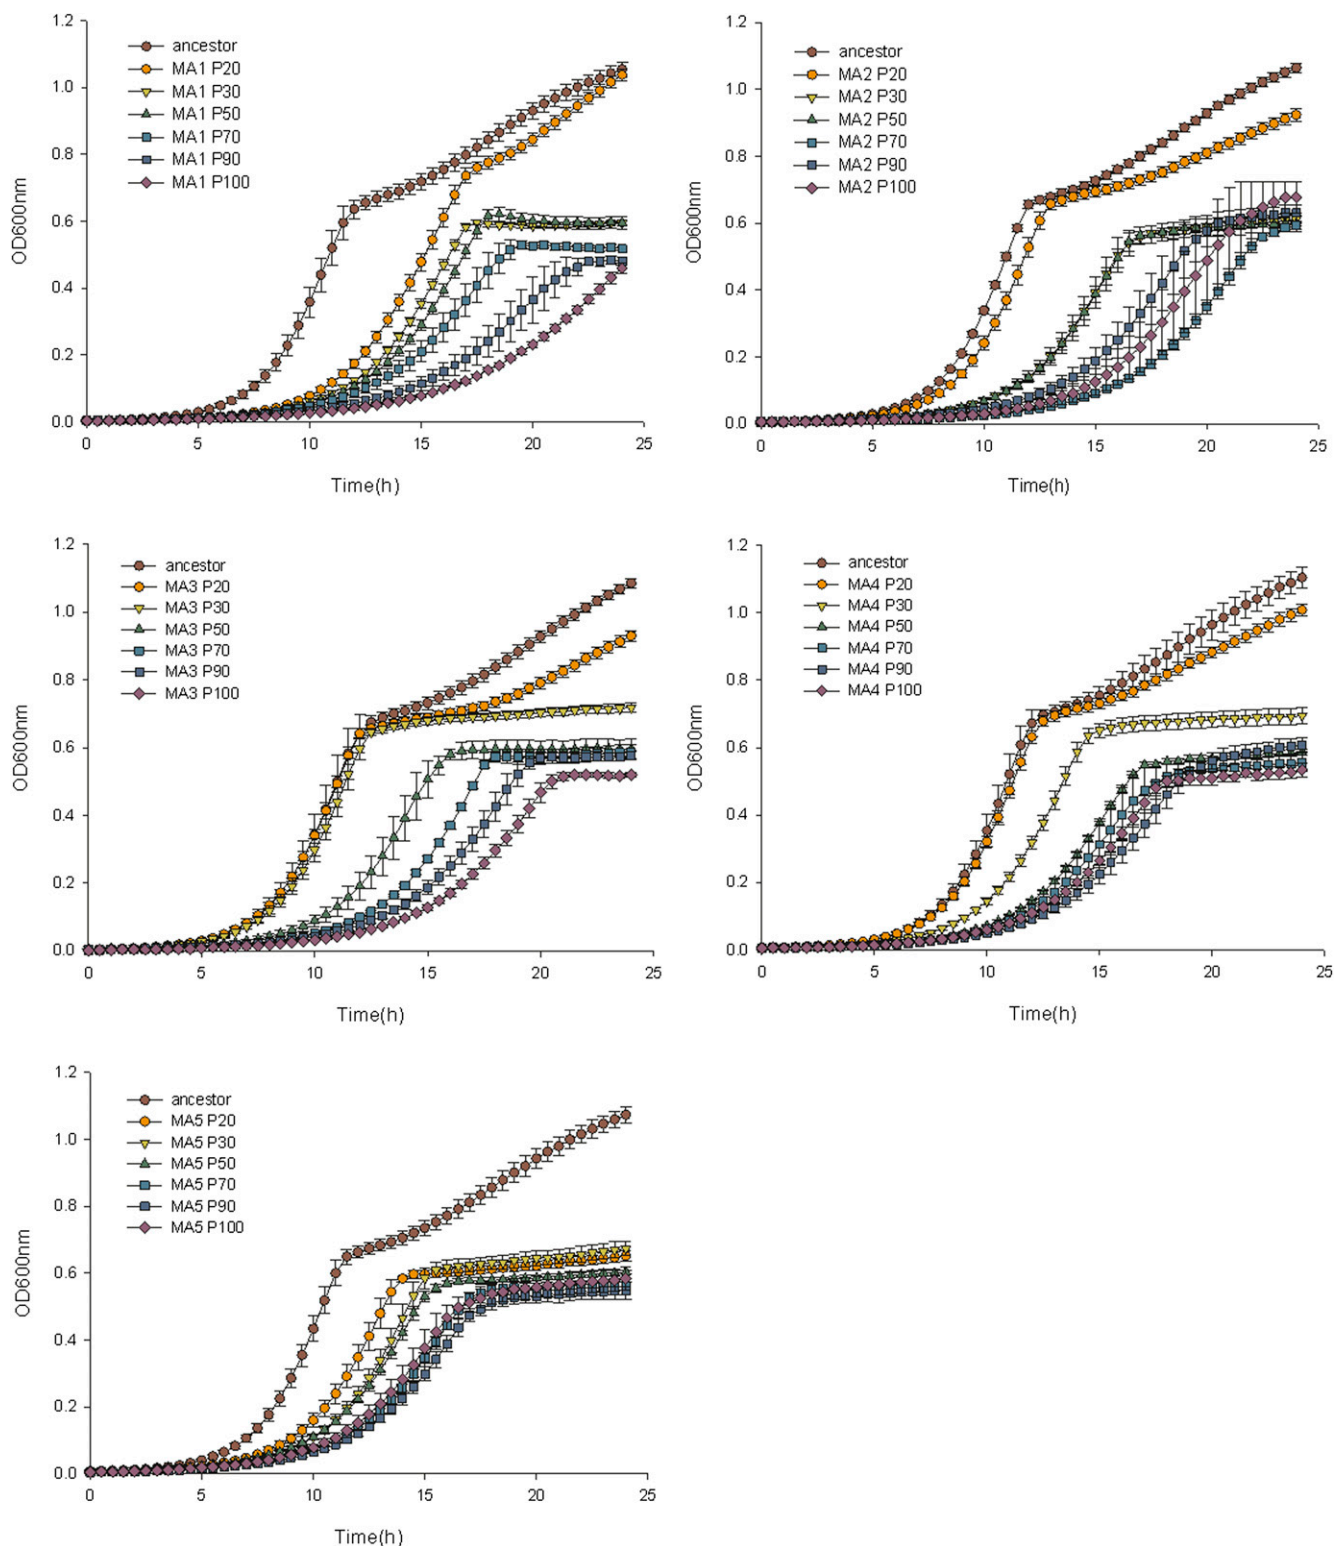 1.2
1.0
0.8
0.6
0.4
0.2
0.0
OD600nm
ancestor
MA1 P20
MA1 P30
MA1 P50
MA1 P70
MA1 P90
MA1 P100
0 5 10 15 20 25
Time(h)
1.2
1.0
0.8
0.6
0.4
0.2
0.0
OD600nm
ancestor
MA2 P20
MA2 P30
MA2 P50
MA2 P70
MA2 P90
MA2 P100
0 5 10 15 20 25
Time(h)
1.2
1.0
0.8
0.6
0.4
0.2
0.0
OD600nm
ancestor
MA3 P20
MA3 P30
MA3 P50
MA3 P70
MA3 P90
MA3 P100
0 5 10 15 20 25
Time(h)
1.2
1.0
0.8
0.6
0.4
0.2
0.0
OD600nm
ancestor
MA4 P20
MA4 P30
MA4 P50
MA4 P70
MA4 P90
MA4 P100
0 5 10 15 20 25
Time(h)
1.2
1.0
0.8
0.6
0.4
0.2
0.0
OD600nm
ancestor
MA5 P20
MA5 P30
MA5 P50
MA5 P70
MA5 P90
MA5 P100
0 5 10 15 20 25
Time(h)